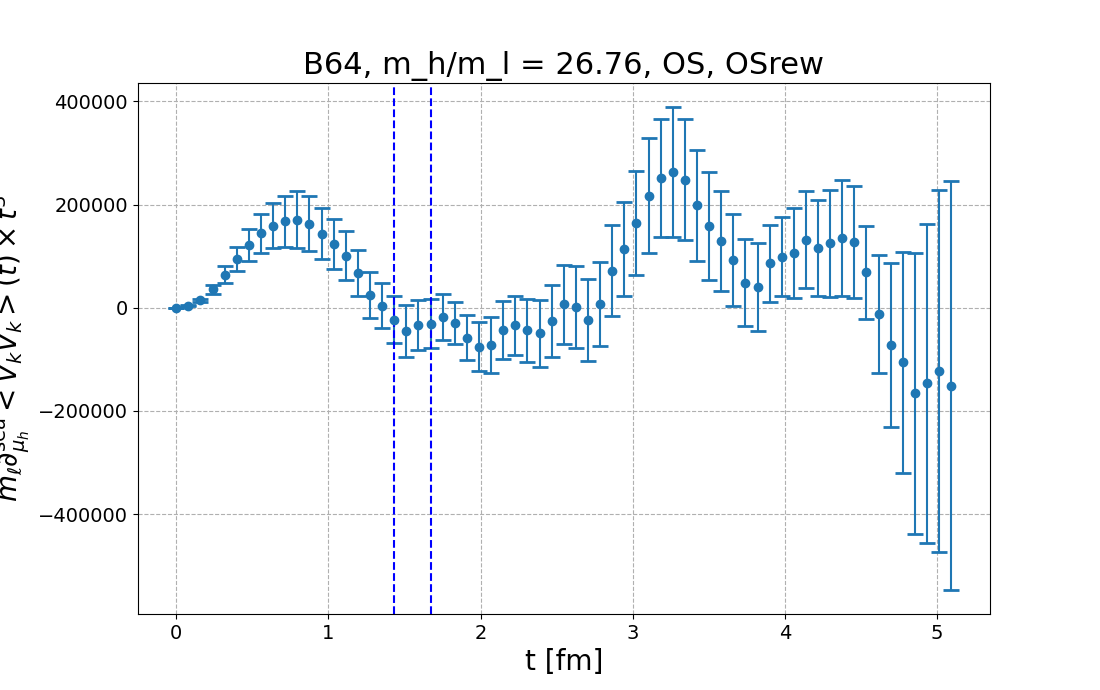 B64, m_h/m_l = 26.76, OS, OSrew
400000
200000
0
−200000
−400000
0 1 2 3 4 5
t [fm]